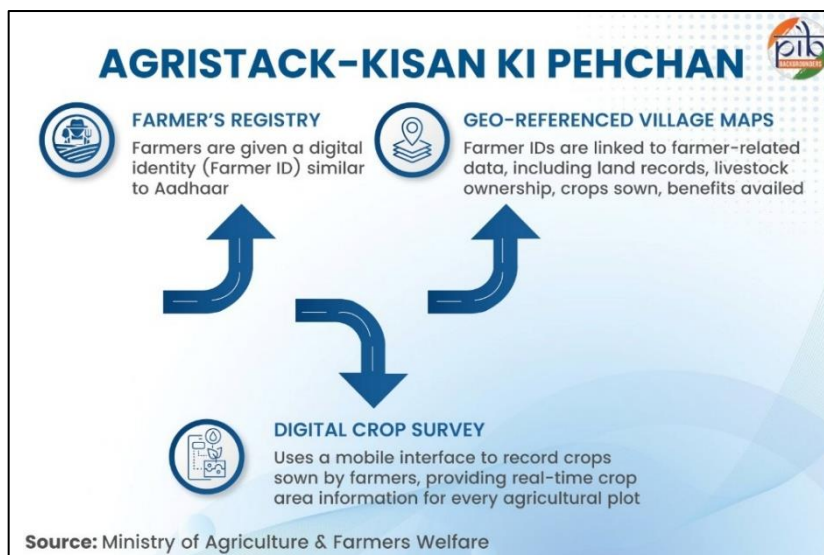 AGRISTACK-KISAN KI PEHCHAN
pib
BACKGROUNDERS
FARMER'S REGISTRY
Farmers are given a digital
identity (Farmer ID) similar
to Aadhaar
GEO-REFERENCED VILLAGE MAPS
Farmer IDs are linked to farmer-related
data, including land records, livestock
ownership, crops sown, benefits availed
DIGITAL CROP SURVEY
Uses a mobile interface to record crops
sown by farmers, providing real-time crop
area information for every agricultural plot
Source: Ministry of Agriculture & Farmers Welfare